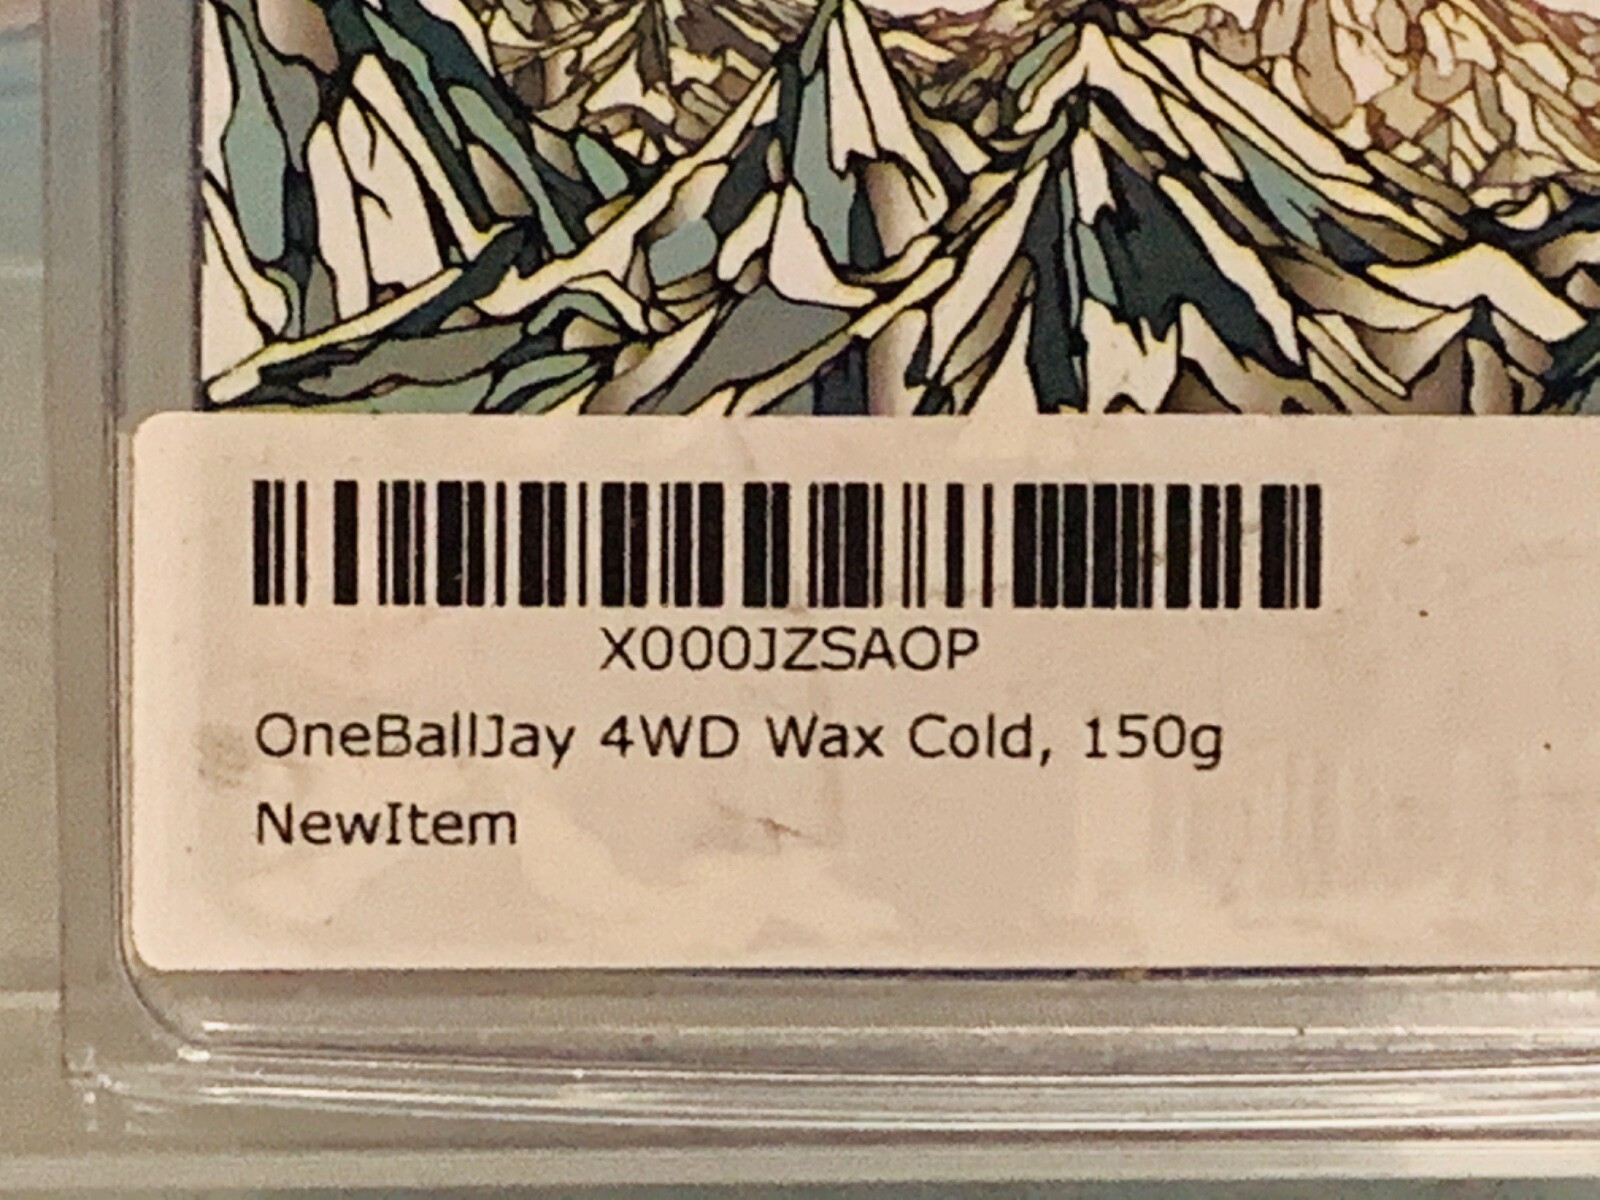 X000JZSAOP
OneBallJay 4WD Wax Cold, 150g
NewItem